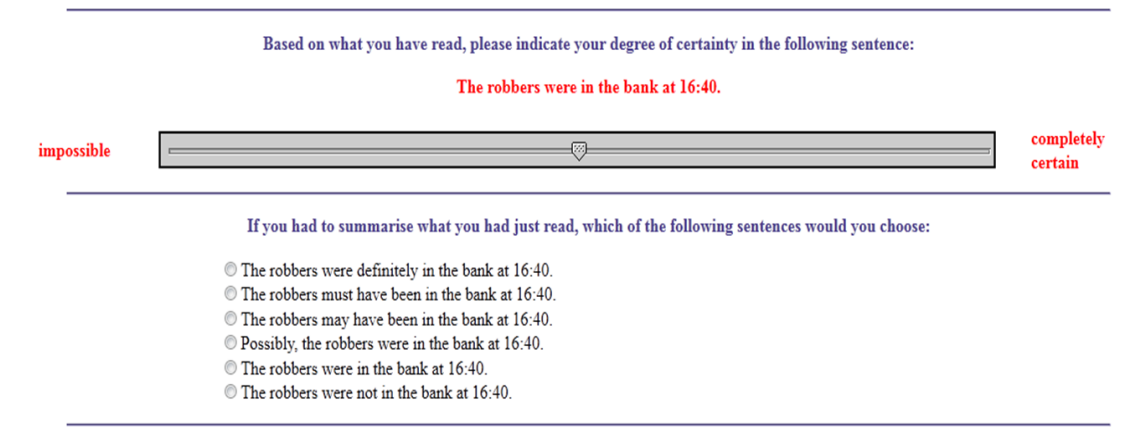 Based on what you have read, please indicate your degree of certainty in the following sentence:
The robbers were in the bank at 16:40.
impossible
completely
certain
If you had to summarise what you had just read, which of the following sentences would you choose:
The robbers were definitely in the bank at 16:40.
The robbers must have been in the bank at 16:40.
The robbers may have been in the bank at 16:40.
Possibly, the robbers were in the bank at 16:40.
The robbers were in the bank at 16:40.
The robbers were not in the bank at 16:40.